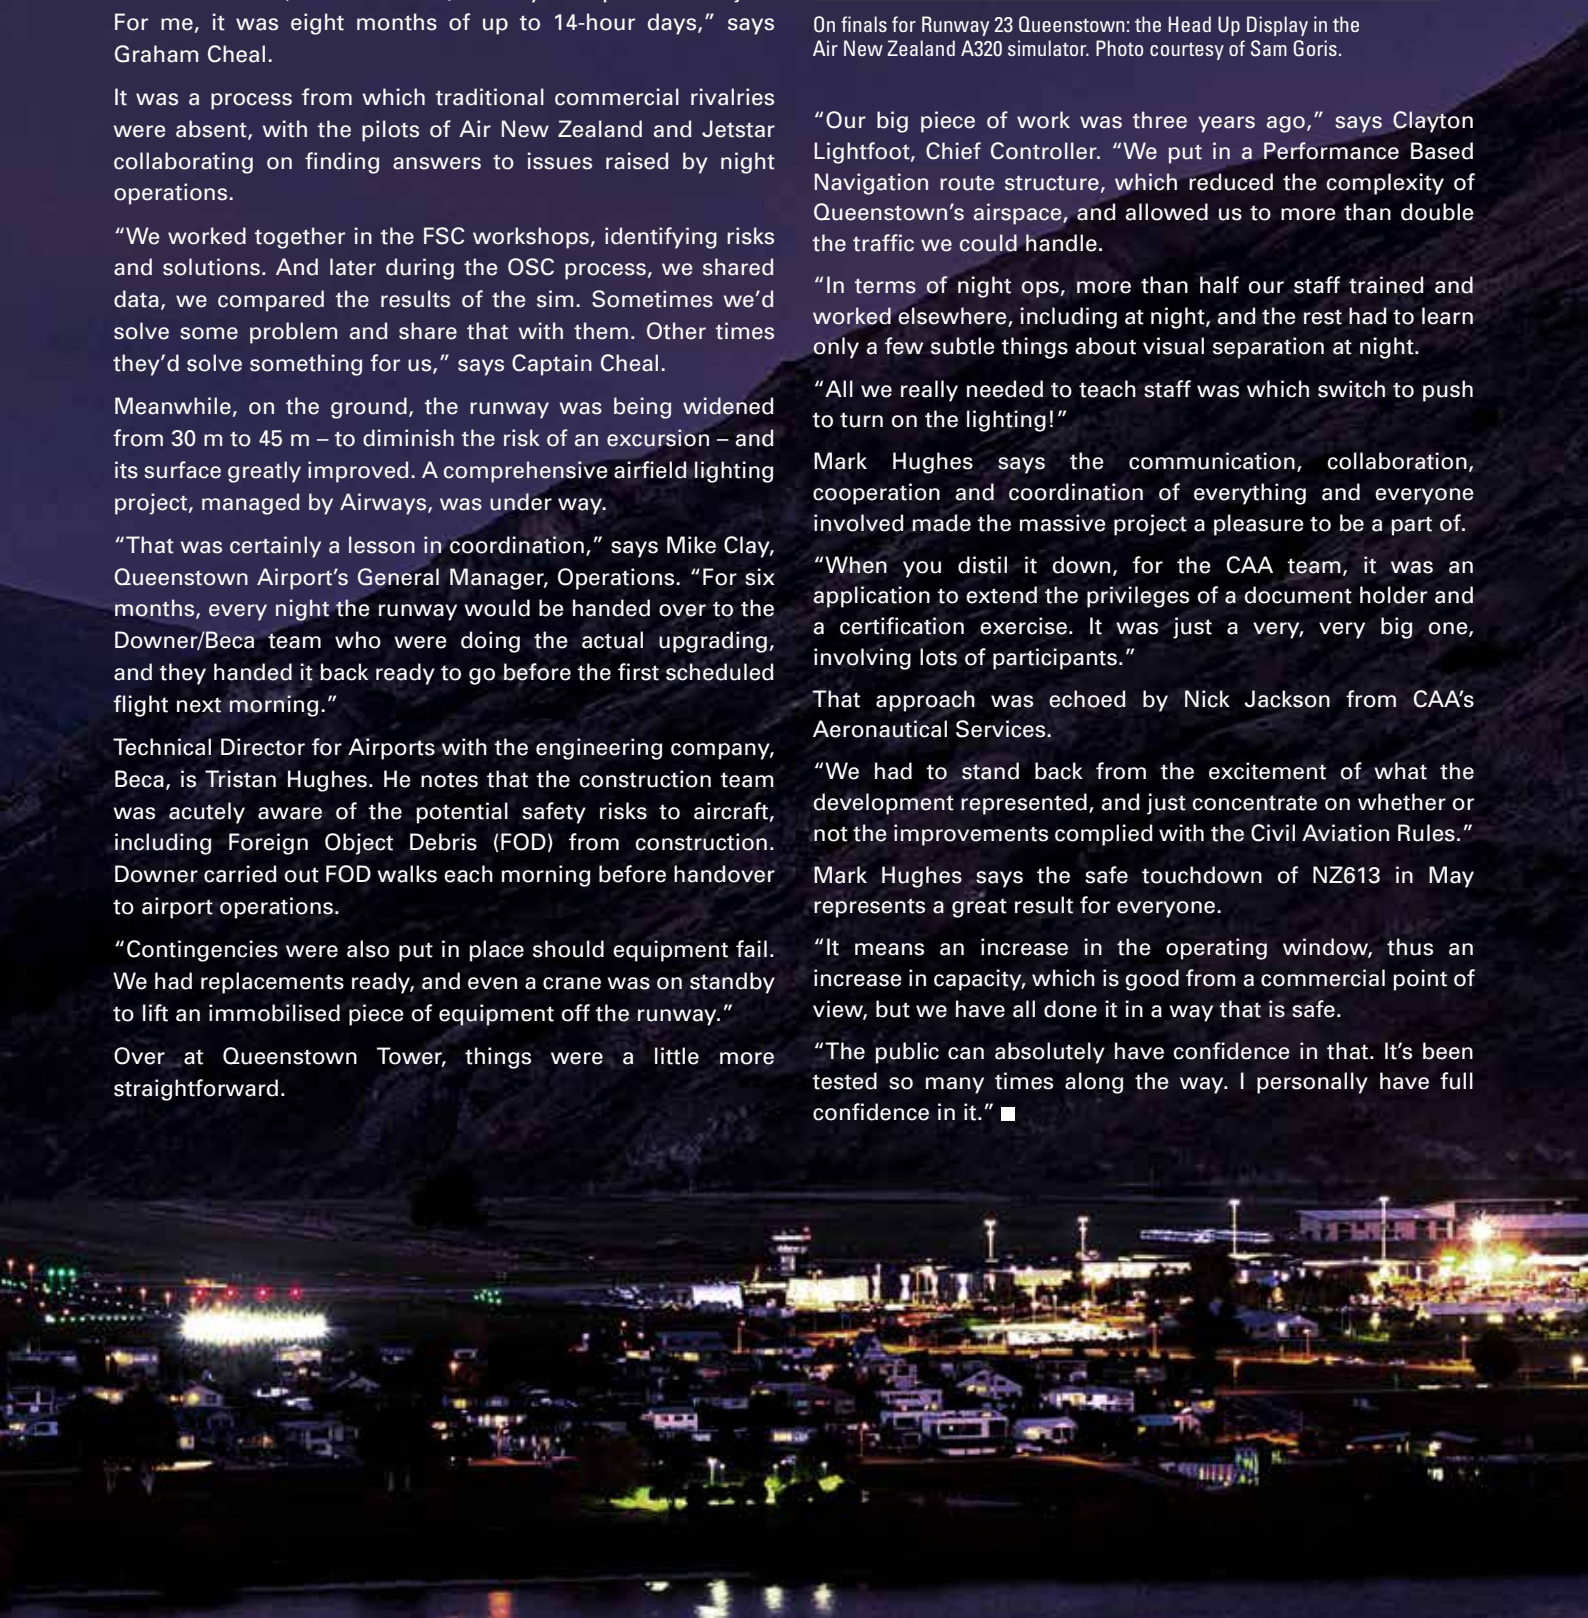 For me, it was eight months of up to 14-hour days,” says
Graham Cheal.
It was a process from which traditional commercial rivalries
were absent, with the pilots of Air New Zealand and Jetstar
collaborating on finding answers to issues raised by night
operations.
“We worked together in the FSC workshops, identifying risks
and solutions. And later during the OSC process, we shared
data, we compared the results of the sim. Sometimes we’d
solve some problem and share that with them. Other times
they’d solve something for us,” says Captain Cheal.
Meanwhile, on the ground, the runway was being widened
from 30 m to 45 m – to diminish the risk of an excursion – and
its surface greatly improved. A comprehensive airfield lighting
project, managed by Airways, was under way.
“That was certainly a lesson in coordination,” says Mike Clay,
Queenstown Airport’s General Manager, Operations. “For six
months, every night the runway would be handed over to the
Downer/Beca team who were doing the actual upgrading,
and they handed it back ready to go before the first scheduled
flight next morning.”
Technical Director for Airports with the engineering company,
Beca, is Tristan Hughes. He notes that the construction team
was acutely aware of the potential safety risks to aircraft,
including Foreign Object Debris (FOD) from construction.
Downer carried out FOD walks each morning before handover
to airport operations.
“Contingencies were also put in place should equipment fail.
We had replacements ready, and even a crane was on standby
to lift an immobilised piece of equipment off the runway.”
Over at Queenstown Tower, things were a little more
straightforward.
On finals for Runway 23 Queenstown: the Head Up Display in the
Air New Zealand A320 simulator. Photo courtesy of Sam Goris.
“Our big piece of work was three years ago,” says Clayton
Lightfoot, Chief Controller. “We put in a Performance Based
Navigation route structure, which reduced the complexity of
Queenstown’s airspace, and allowed us to more than double
the traffic we could handle.
“In terms of night ops, more than half our staff trained and
worked elsewhere, including at night, and the rest had to learn
only a few subtle things about visual separation at night.
“All we really needed to teach staff was which switch to push
to turn on the lighting!”
Mark Hughes says the communication, collaboration,
cooperation and coordination of everything and everyone
involved made the massive project a pleasure to be a part of.
“When you distil it down, for the CAA team, it was an
application to extend the privileges of a document holder and
a certification exercise. It was just a very, very big one,
involving lots of participants.”
That approach was echoed by Nick Jackson from CAA’s
Aeronautical Services.
“We had to stand back from the excitement of what the
development represented, and just concentrate on whether or
not the improvements complied with the Civil Aviation Rules.”
Mark Hughes says the safe touchdown of NZ613 in May
represents a great result for everyone.
“It means an increase in the operating window, thus an
increase in capacity, which is good from a commercial point of
view, but we have all done it in a way that is safe.
“The public can absolutely have confidence in that. It’s been
tested so many times along the way. I personally have full
confidence in it.”